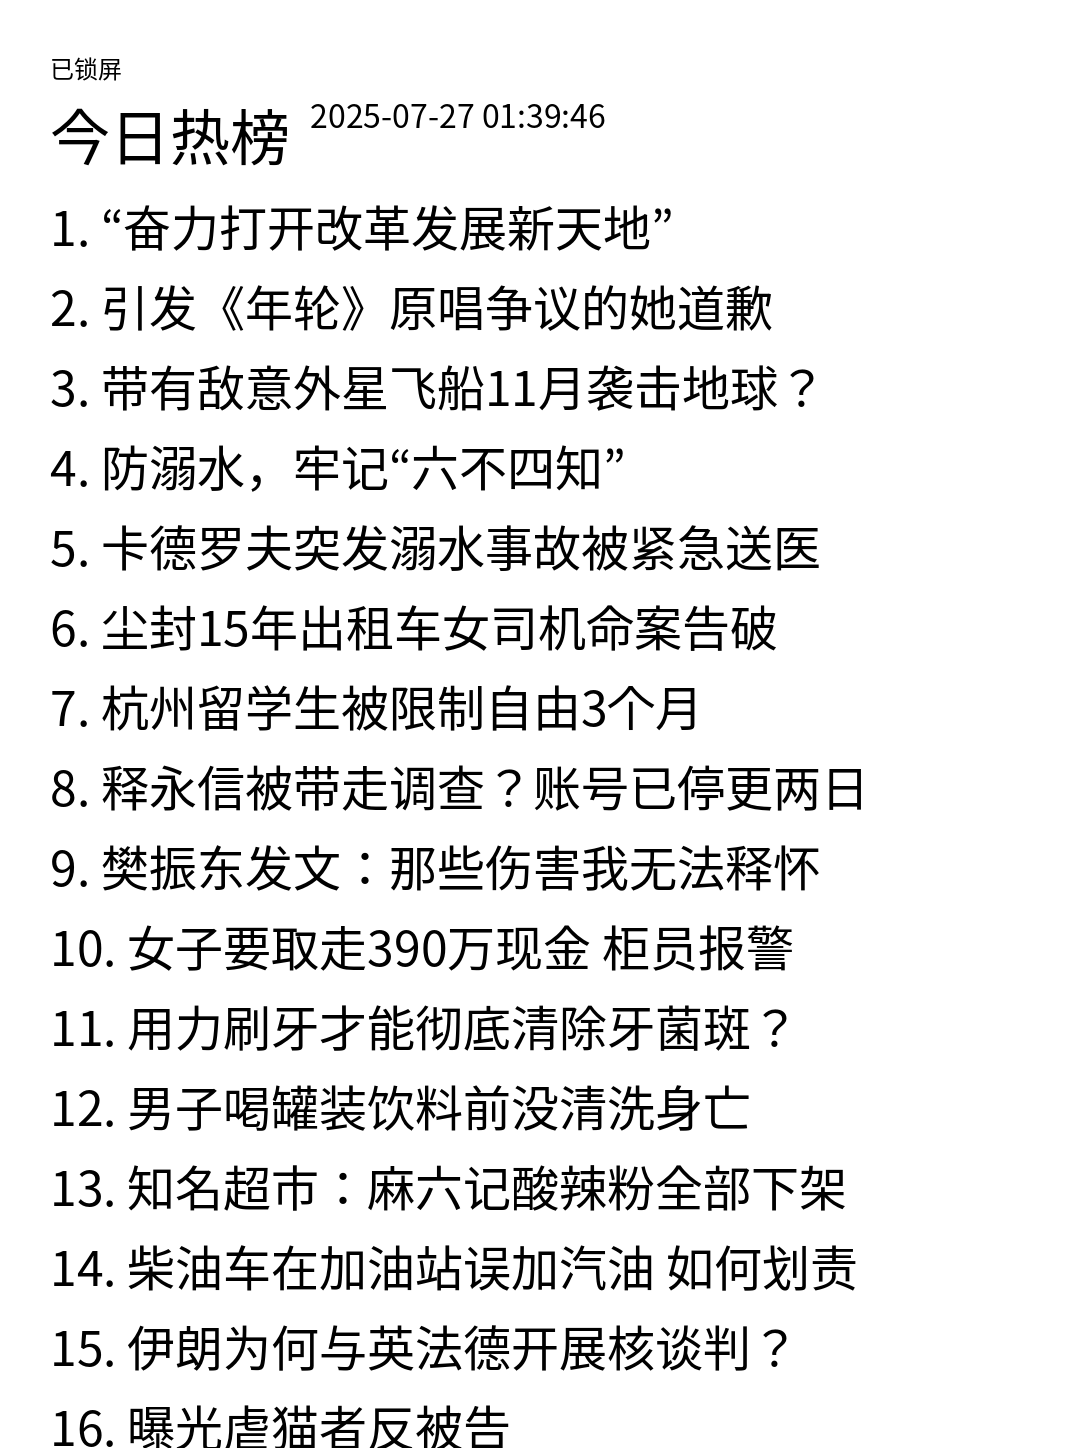 已锁屏
今日热榜 2025-07-27 01:39:46
1. “奋力打开改革发展新天地”
2. 引发《年轮》原唱争议的她道歉
3. 带有敌意外星飞船11月袭击地球？
4. 防溺水，牢记“六不四知”
5. 卡德罗夫突发溺水事故被紧急送医
6. 尘封15年出租车女司机命案告破
7. 杭州留学生被限制自由3个月
8. 释永信被带走调查？账号已停更两日
9. 樊振东发文：那些伤害我无法释怀
10. 女子要取走390万现金 柜员报警
11. 用力刷牙才能彻底清除牙菌斑？
12. 男子喝罐装饮料前没清洗身亡
13. 知名超市：麻六记酸辣粉全部下架
14. 柴油车在加油站误加汽油 如何划责
15. 伊朗为何与英法德开展核谈判？
16. 曝光虐猫者反被告